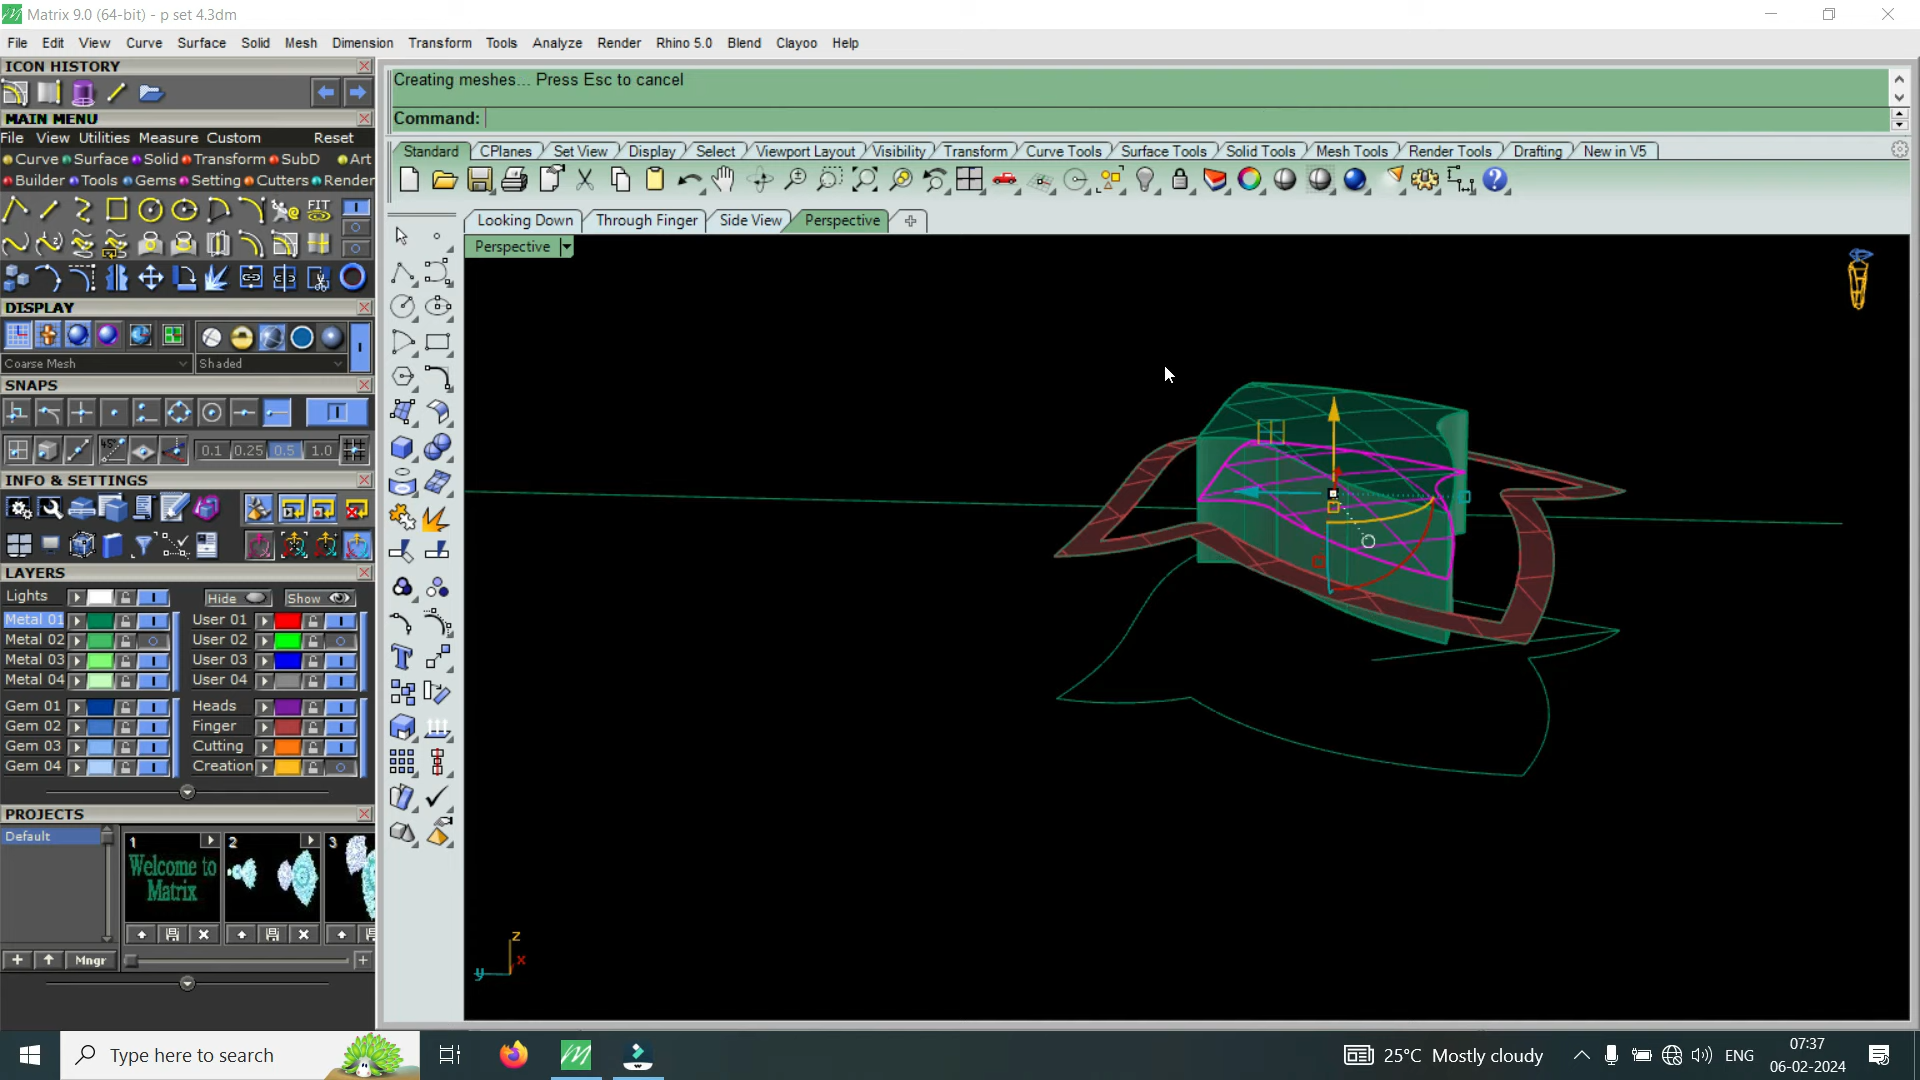 Matrix 9.0 (64-bit) - p set 4.3dm
File Edit View Curve Surface Solid Mesh Dimension Transform Tools Analyze Render Rhino 5.0 Blend Clayoo Help
ICON HISTORY
MAIN MENU
File View Utilities Measure Custom Reset
Curve Surface Solid Transform SubD Art
Builder Tools Gems Setting Cutters Render
FIT
DISPLAY
Coarse Mesh Shaded
SNAPS
0.1 0.25 0.5 1.0
INFO & SETTINGS
LAYERS
Lights Hide Show
Metal 01 User 01
Metal 02 User 02
Metal 03 User 03
Metal 04 User 04
Gem 01 Heads
Gem 02 Finger
Gem 03 Cutting
Gem 04 Creation
PROJECTS
Default
1 2 3
Welcome to
Matrix
Mngr
Creating meshes... Press Esc to cancel
Command:
Standard CPlanes Set View Display Select Viewport Layout Visibility Transform Curve Tools Surface Tools Solid Tools Mesh Tools Render Tools Drafting New in V5
Looking Down Through Finger Side View Perspective
Perspective
z
x
y
Type here to search
25°C Mostly cloudy
ENG
07:37
06-02-2024